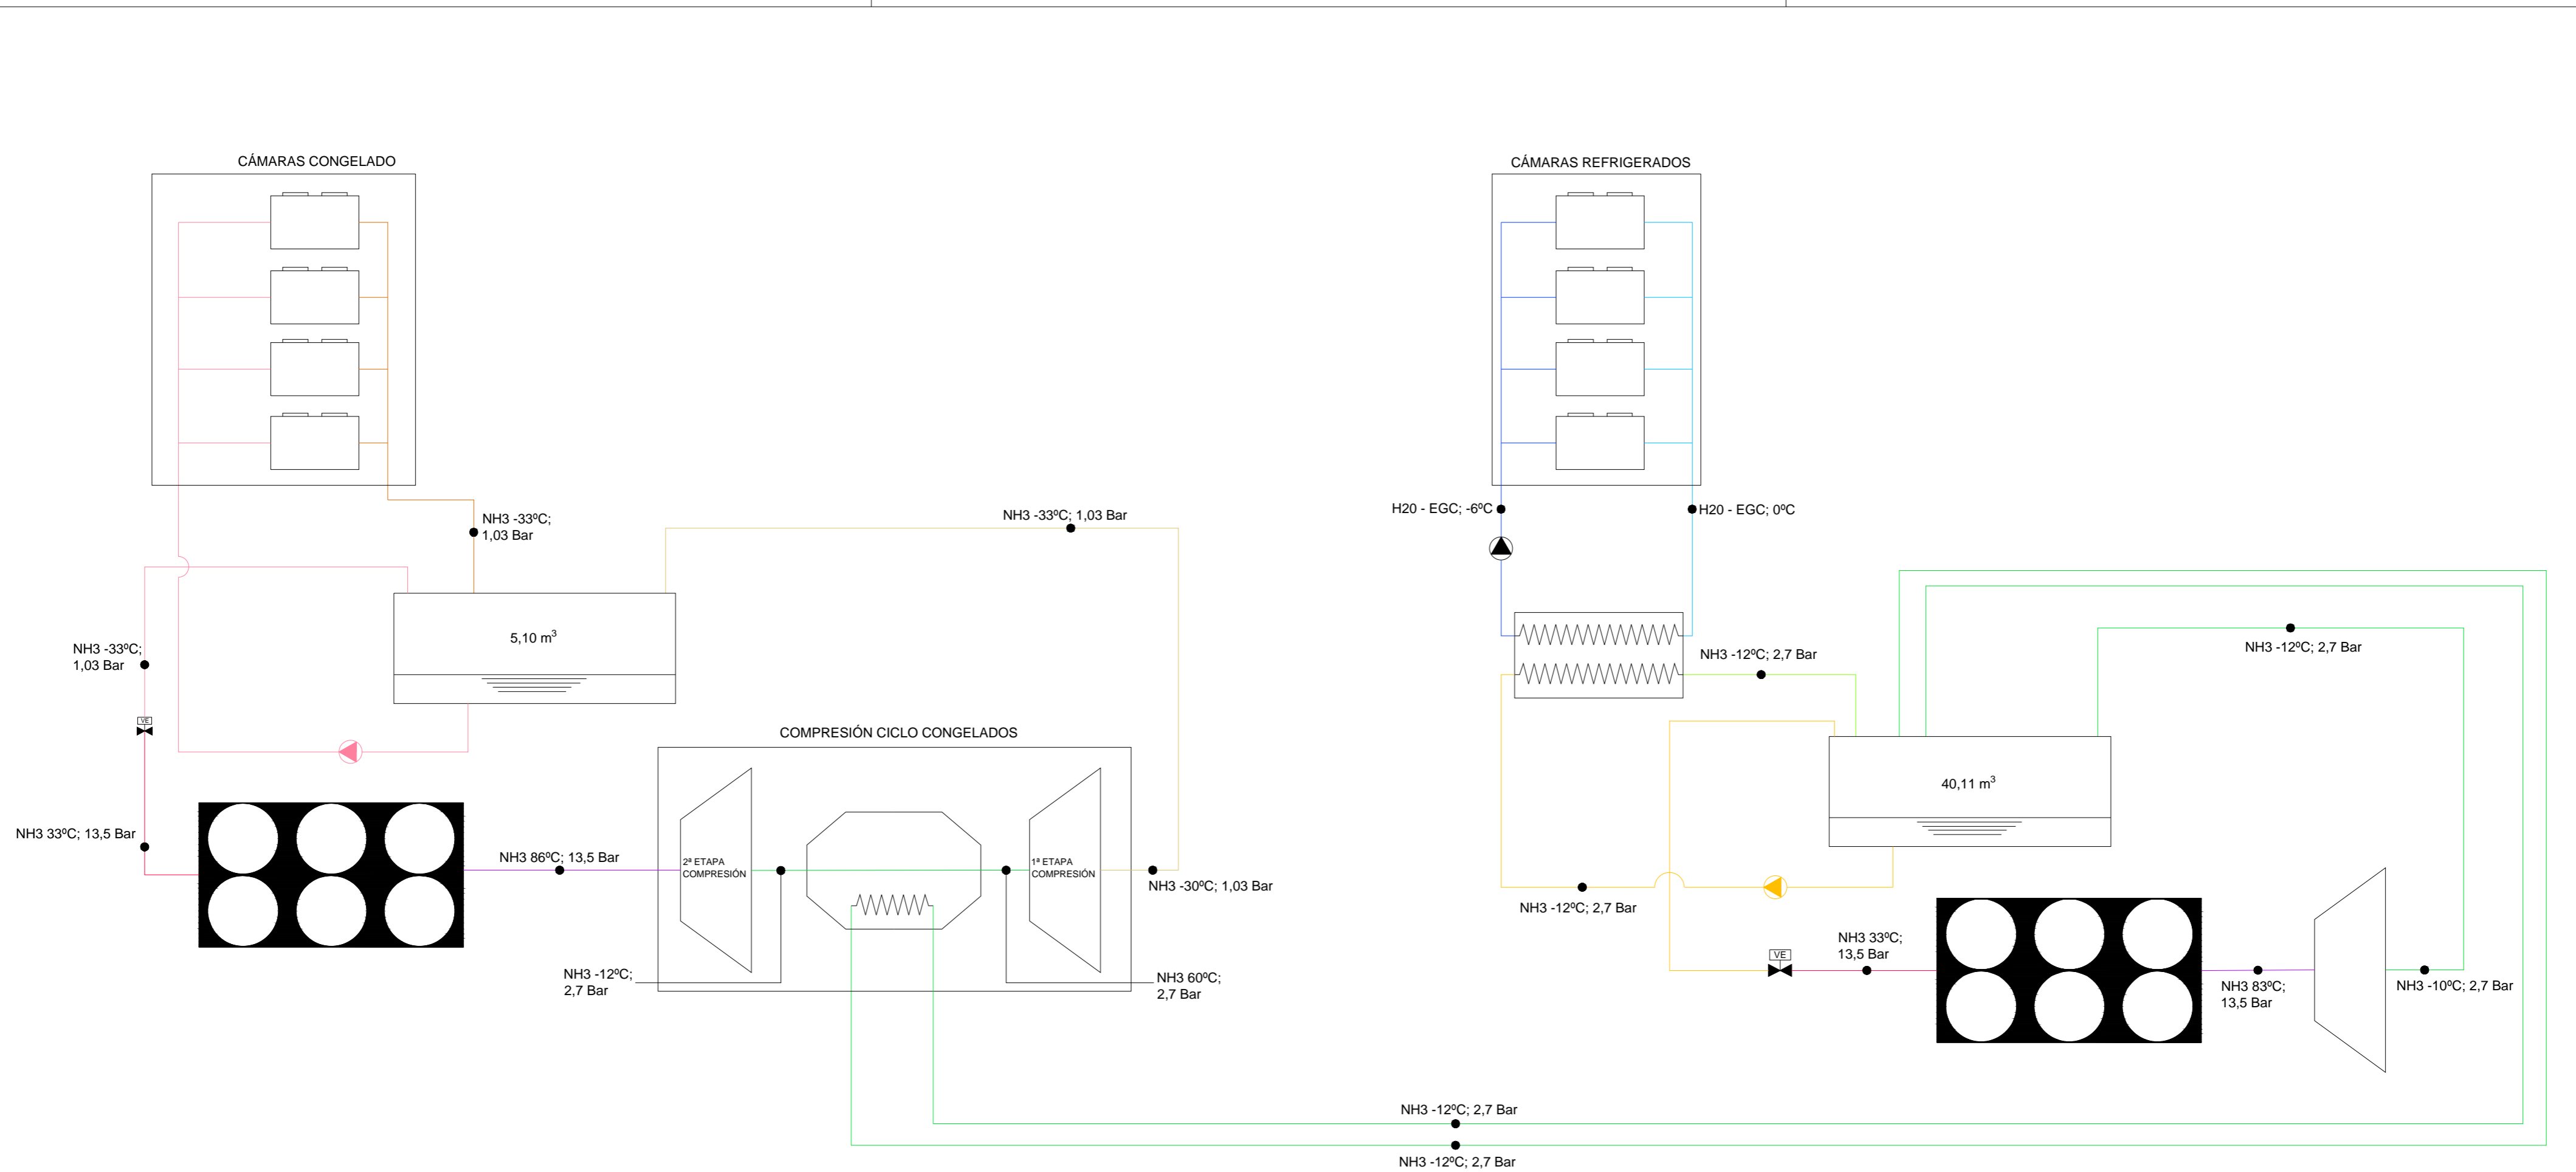 CÁMARAS CONGELADO
CÁMARAS REFRIGERADOS
H20 - EGC; -6ºC
H20 - EGC; 0ºC
NH3 -33ºC;
1,03 Bar
NH3 -33ºC; 1,03 Bar
5,10 m3
NH3 -33ºC;
1,03 Bar
VE
NH3 33ºC; 13,5 Bar
COMPRESIÓN CICLO CONGELADOS
NH3 86ºC; 13,5 Bar
2ª ETAPA
COMPRESIÓN
1ª ETAPA
COMPRESIÓN
NH3 -30ºC; 1,03 Bar
NH3 -12ºC;
2,7 Bar
NH3 60ºC;
2,7 Bar
NH3 -12ºC; 2,7 Bar
NH3 -12ºC; 2,7 Bar
40,11 m3
NH3 -12ºC; 2,7 Bar
VE
NH3 33ºC;
13,5 Bar
NH3 83ºC;
13,5 Bar
NH3 -10ºC; 2,7 Bar
NH3 -12ºC; 2,7 Bar
NH3 -12ºC; 2,7 Bar